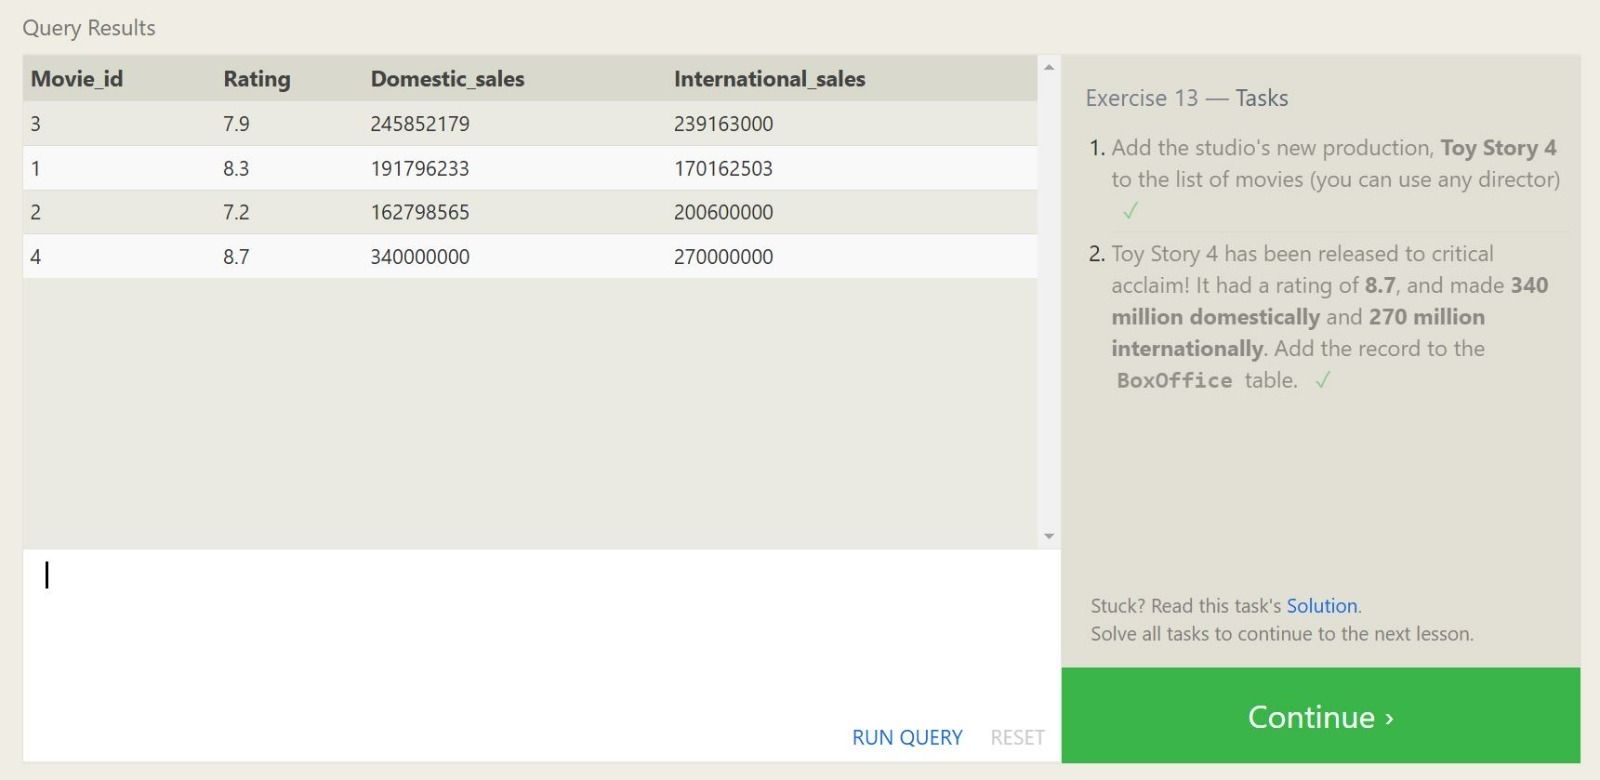 Query Results
Movie_id Rating Domestic_sales International_sales
3 7.9 245852179 239163000
1 8.3 191796233 170162503
2 7.2 162798565 200600000
4 8.7 340000000 270000000
RUN QUERY RESET
Exercise 13 — Tasks
1. Add the studio's new production, Toy Story 4
to the list of movies (you can use any director)
✓
2. Toy Story 4 has been released to critical
acclaim! It had a rating of 8.7, and made 340
million domestically and 270 million
internationally. Add the record to the
BoxOffice table. ✓
Stuck? Read this task's Solution.
Solve all tasks to continue to the next lesson.
Continue ›